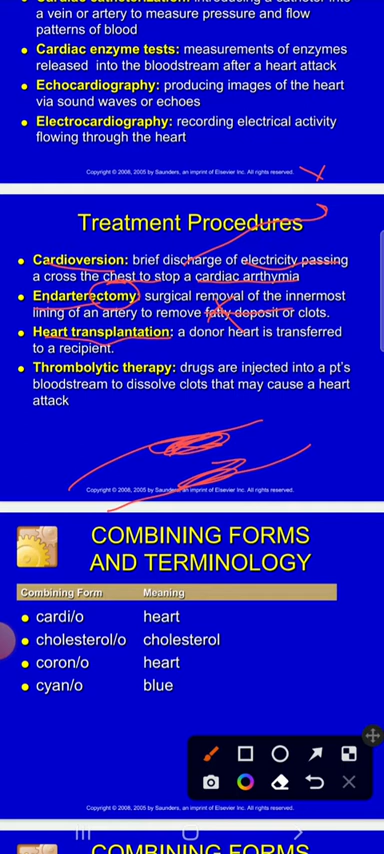 a vein or artery to measure pressure and flow
patterns of blood
Cardiac enzyme tests: measurements of enzymes
released into the bloodstream after a heart attack
Echocardiography: producing images of the heart
via sound waves or echoes
Electrocardiography: recording electrical activity
flowing through the heart
Copyright © 2008, 2005 by Saunders, an imprint of Elsevier Inc. All rights reserved.
Treatment Procedures
Cardioversion: brief discharge of electricity passing
a cross the chest to stop a cardiac arrthymia
Endarterectomy: surgical removal of the innermost
lining of an artery to remove fatty deposit or clots.
Heart transplantation: a donor heart is transferred
to a recipient.
Thrombolytic therapy: drugs are injected into a pt's
bloodstream to dissolve clots that may cause a heart
attack
Copyright © 2008, 2005 by Saunders, an imprint of Elsevier Inc. All rights reserved.
COMBINING FORMS
AND TERMINOLOGY
Combining Form Meaning
cardi/o heart
cholesterol/o cholesterol
coron/o heart
cyan/o blue
Copyright © 2008, 2005 by Saunders, an imprint of Elsevier Inc. All rights reserved.
COMBINING FORMS